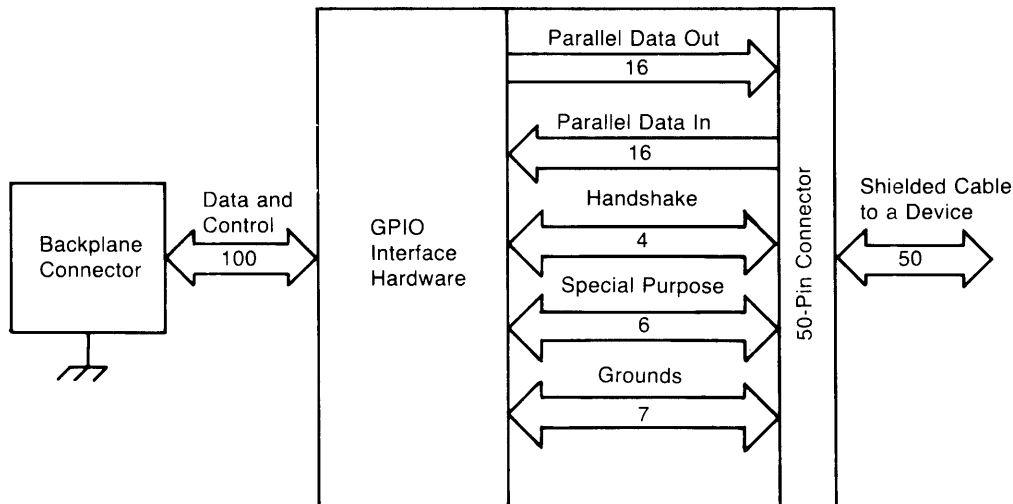 Parallel Data Out
16
Parallel Data In
16
Handshake
4
Special Purpose
6
Grounds
7
Backplane
Connector
Data and
Control
100
GPIO
Interface
Hardware
50-Pin Connector
Shielded Cable
to a Device
50